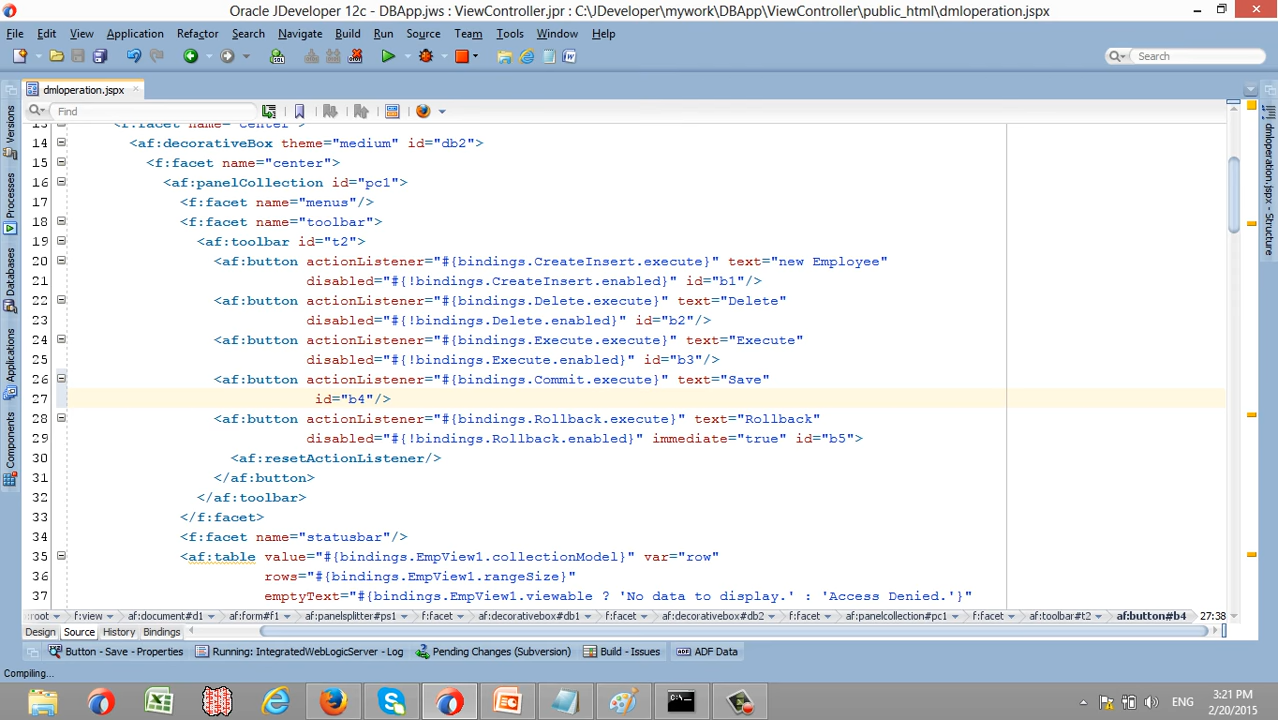 Oracle JDeveloper 12c - DBApp.jws : ViewController.jpr : C:\JDeveloper\mywork\DBApp\ViewController\public_html\dmloperation.jspx
File Edit View Application Refactor Search Navigate Build Run Source Team Tools Window Help
Search
dmloperation.jspx
Find
13 <f:facet name="center">
14 <af:decorativeBox theme="medium" id="db2">
15 <f:facet name="center">
16 <af:panelCollection id="pc1">
17 <f:facet name="menus"/>
18 <f:facet name="toolbar">
19 <af:toolbar id="t2">
20 <af:button actionListener="#{bindings.CreateInsert.execute}" text="new Employee"
21 disabled="#{!bindings.CreateInsert.enabled}" id="b1"/>
22 <af:button actionListener="#{bindings.Delete.execute}" text="Delete"
23 disabled="#{!bindings.Delete.enabled}" id="b2"/>
24 <af:button actionListener="#{bindings.Execute.execute}" text="Execute"
25 disabled="#{!bindings.Execute.enabled}" id="b3"/>
26 <af:button actionListener="#{bindings.Commit.execute}" text="Save"
27 id="b4"/>
28 <af:button actionListener="#{bindings.Rollback.execute}" text="Rollback"
29 disabled="#{!bindings.Rollback.enabled}" immediate="true" id="b5">
30 <af:resetActionListener/>
31 </af:button>
32 </af:toolbar>
33 </f:facet>
34 <f:facet name="statusbar"/>
35 <af:table value="#{bindings.EmpView1.collectionModel}" var="row"
36 rows="#{bindings.EmpView1.rangeSize}"
37 emptyText="#{bindings.EmpView1.viewable ? 'No data to display.' : 'Access Denied.'}"
:root f:view af:document#d1 af:form#f1 af:panelsplitter#ps1 f:facet af:decorativebox#db1 f:facet af:decorativebox#db2 f:facet af:panelcollection#pc1 f:facet af:toolbar#t2 af:button#b4 27:38
Design Source History Bindings
Button - Save - Properties Running: IntegratedWebLogicServer - Log Pending Changes (Subversion) Build - Issues ADF Data
Compiling...
Versions
Processes
Databases
Applications
Components
dmloperation.jspx - Structure
ENG
3:21 PM
2/20/2015